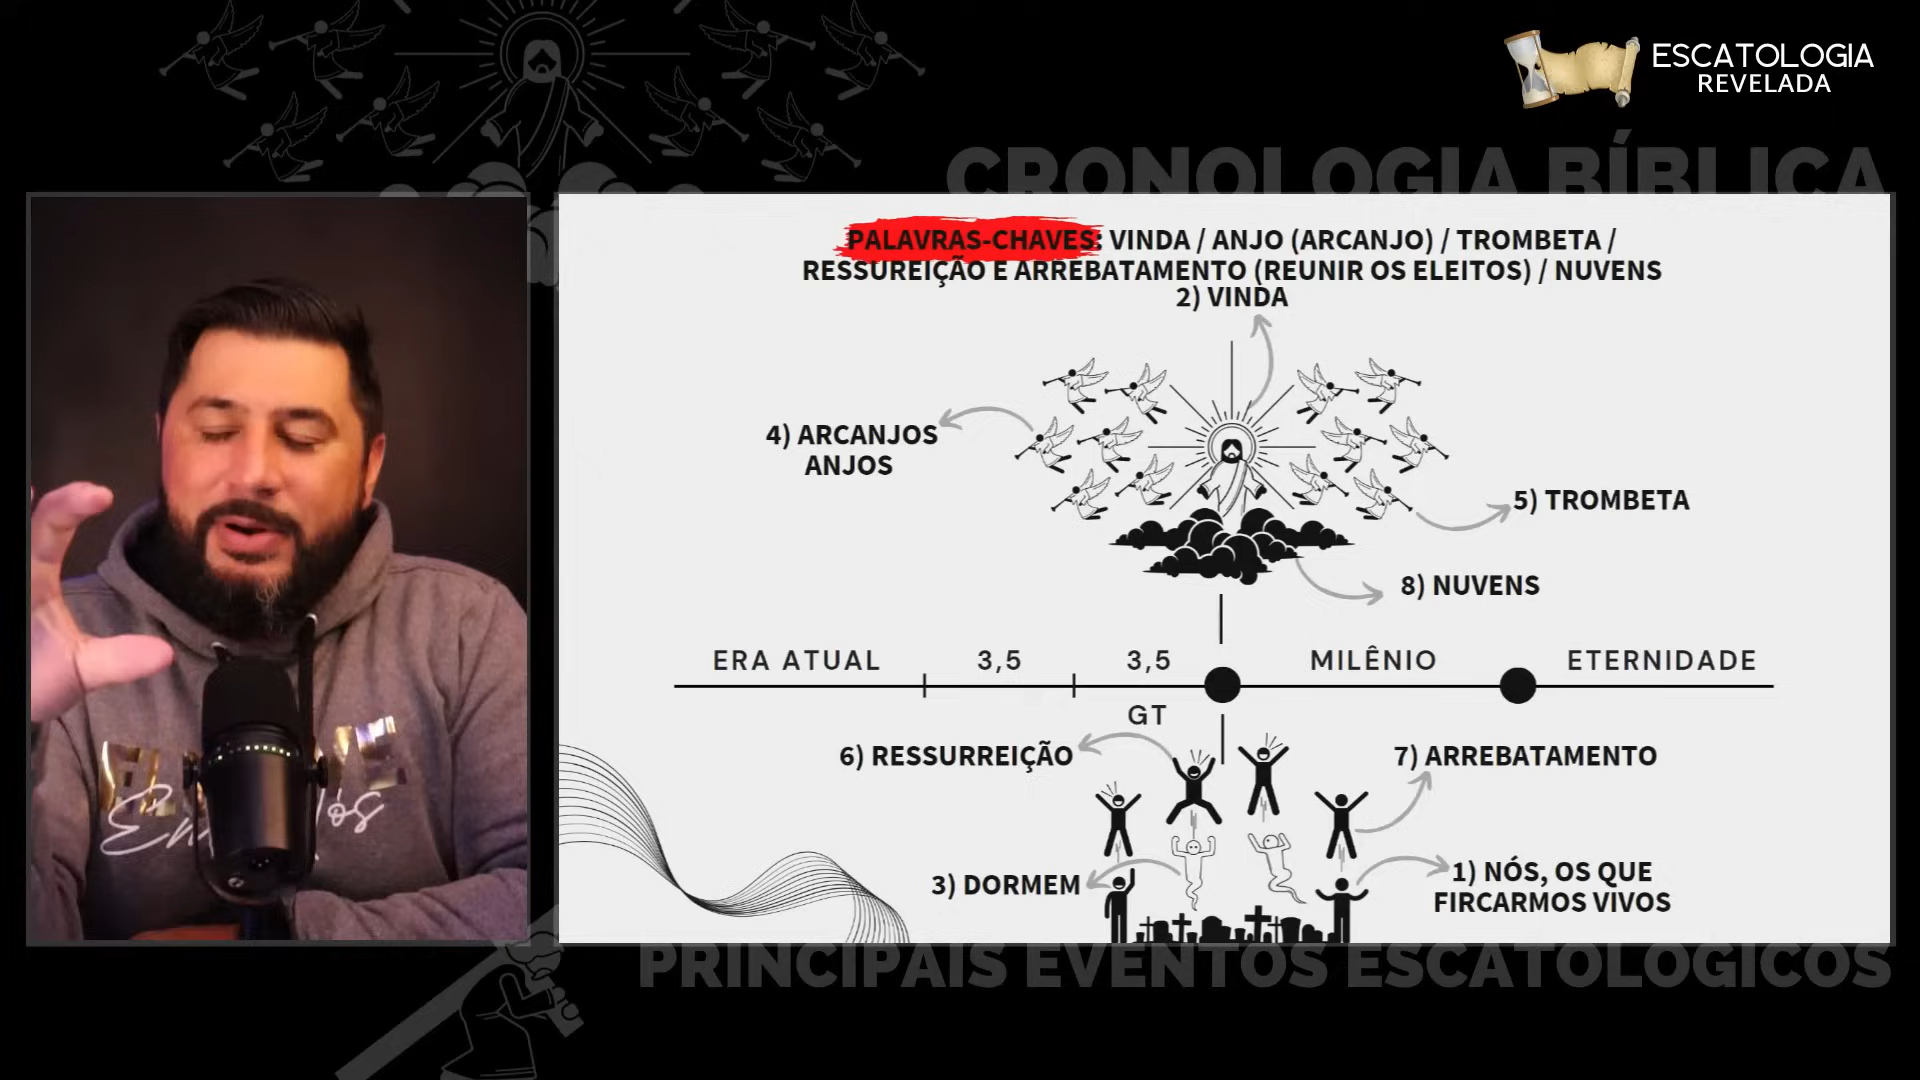 ESCATOLOGIA
REVELADA
CRONOLOGIA BÍBLICA
PALAVRAS-CHAVES: VINDA / ANJO (ARCANJO) / TROMBETA /
RESSUREIÇÃO E ARREBATAMENTO (REUNIR OS ELEITOS) / NUVENS
2) VINDA
4) ARCANJOS
ANJOS
5) TROMBETA
8) NUVENS
ERA ATUAL 3,5 3,5 MILÊNIO ETERNIDADE
GT
6) RESSURREIÇÃO
7) ARREBATAMENTO
3) DORMEM
1) NÓS, OS QUE
FIRCARMOS VIVOS
PRINCIPAIS EVENTOS ESCATOLOGICOS